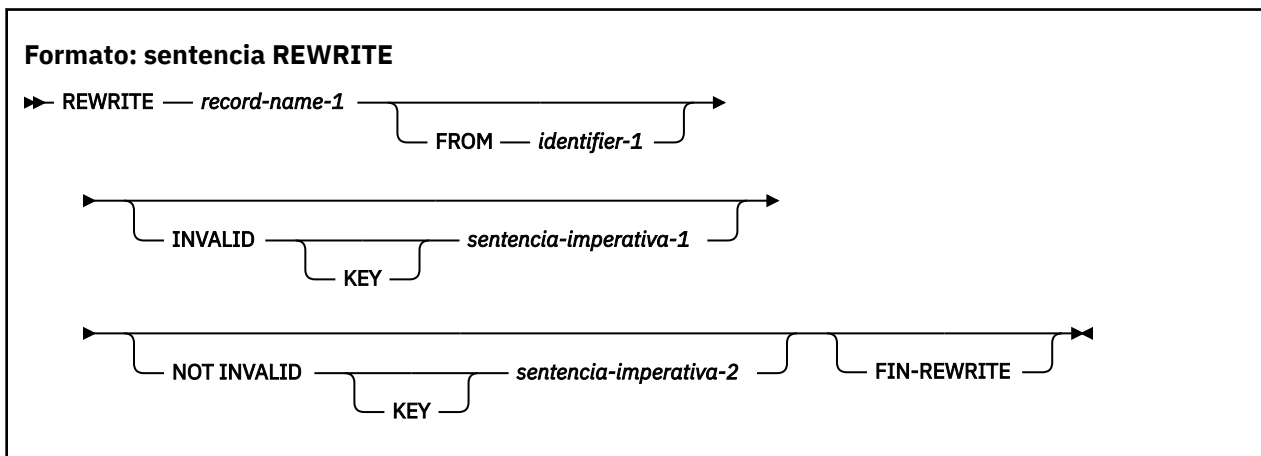 Formato: sentencia REWRITE
REWRITE record-name-1
FROM identifier-1
INVALID sentencia-imperativa-1
KEY
NOT INVALID sentencia-imperativa-2 FIN-REWRITE
KEY